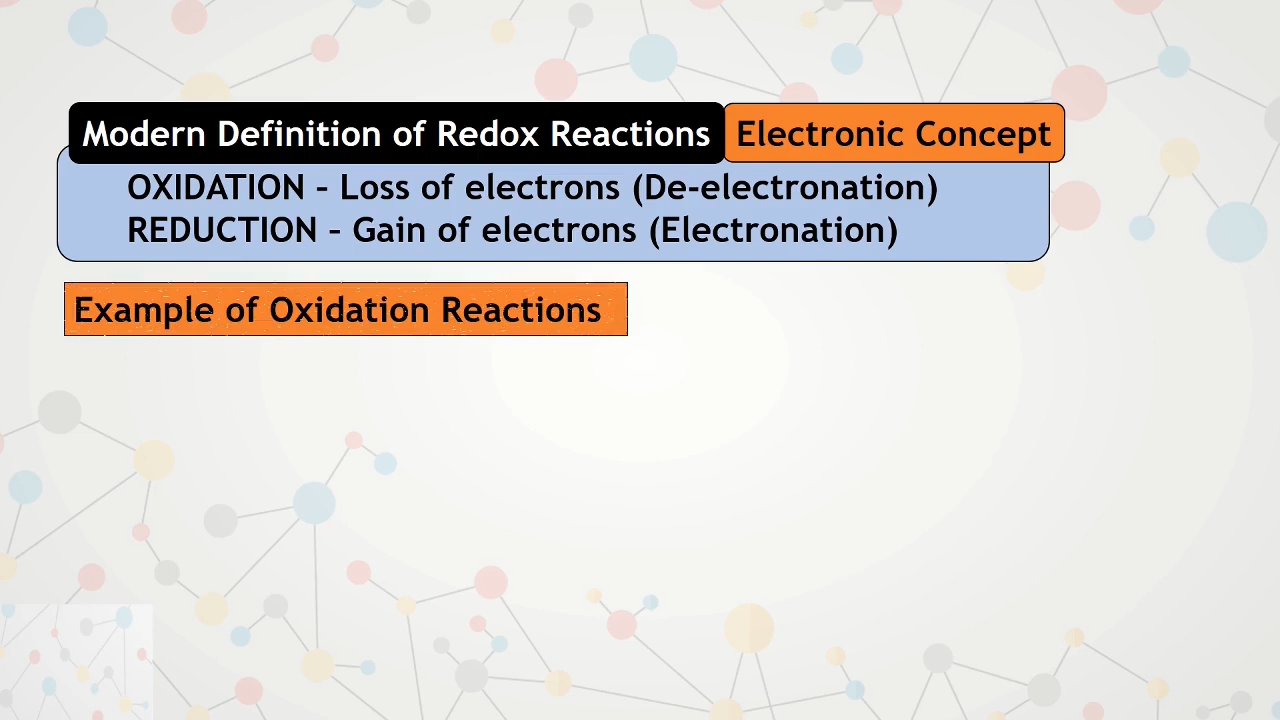 Modern Definition of Redox Reactions Electronic Concept
OXIDATION – Loss of electrons (De-electronation)
REDUCTION – Gain of electrons (Electronation)
Example of Oxidation Reactions